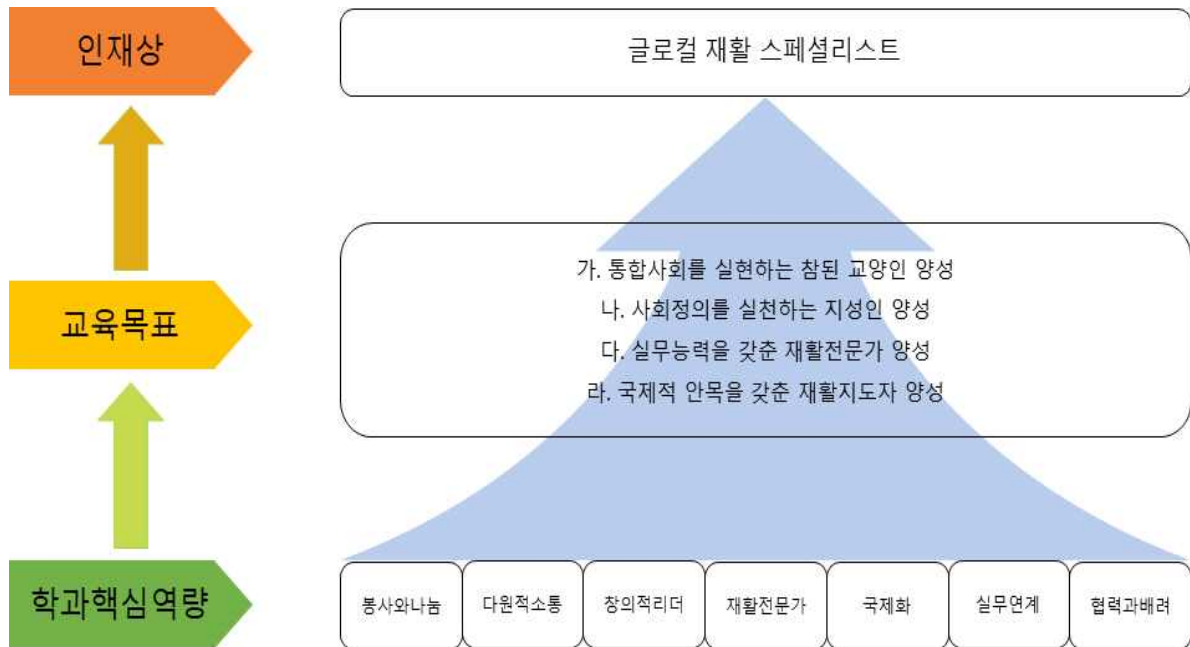 인재상
글로컬 재활 스페셜리스트
교육목표
가. 통합사회를 실현하는 참된 교양인 양성
나. 사회정의를 실천하는 지성인 양성
다. 실무능력을 갖춘 재활전문가 양성
라. 국제적 안목을 갖춘 재활지도자 양성
학과핵심역량
봉사와나눔
다원적소통
창의적리더
재활전문가
국제화
실무연계
협력과배려